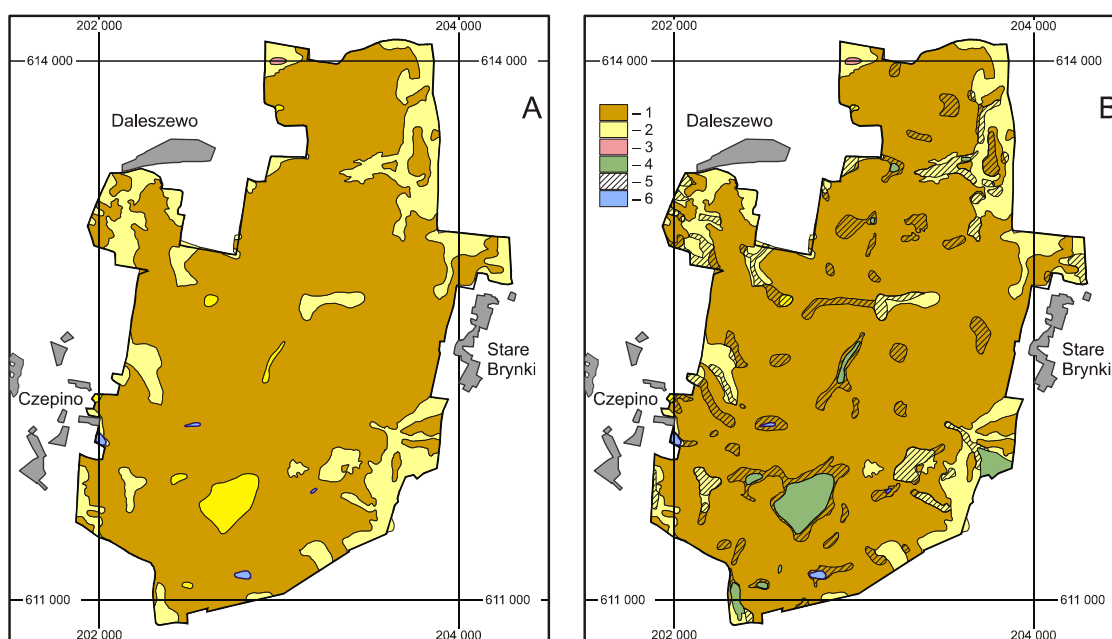 202 000
204 000
614 000
614 000
A
Daleszewo
Stare
Brynki
Czepino
611 000
611 000
202 000
204 000
202 000
204 000
614 000
614 000
B
– 1
– 2
– 3
– 4
– 5
– 6
Daleszewo
Stare
Brynki
Czepino
611 000
611 000
202 000
204 000